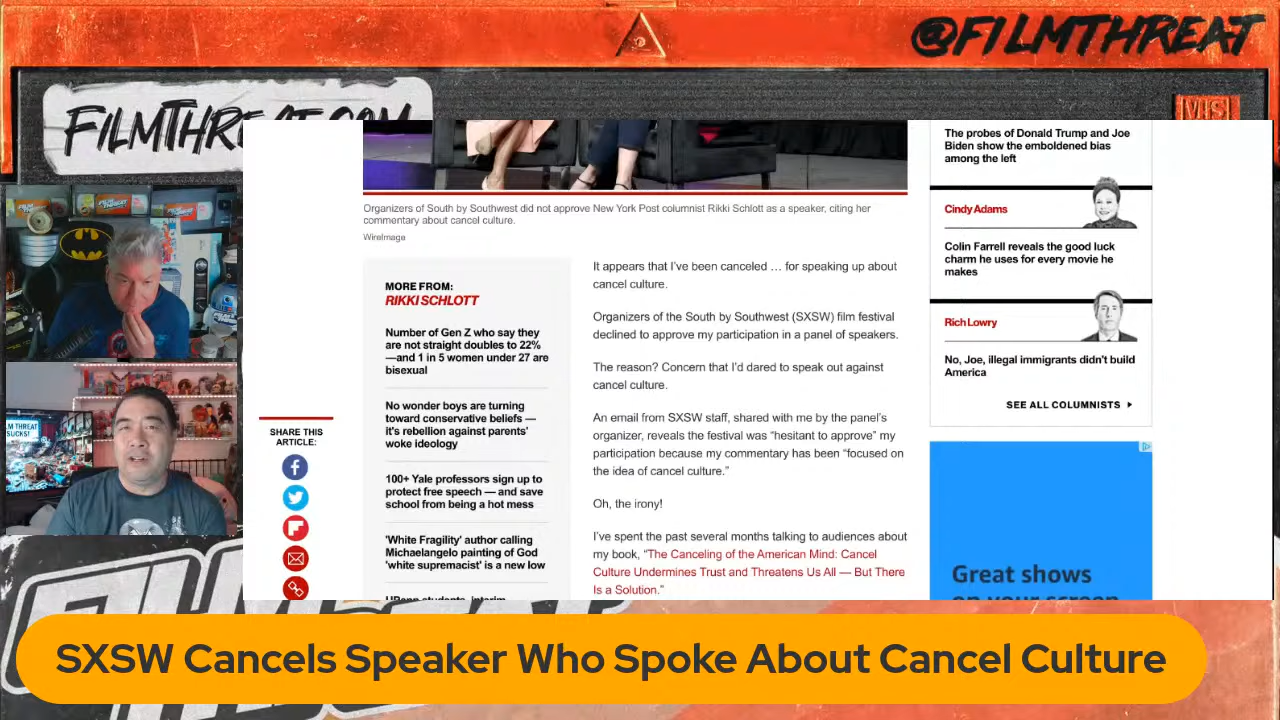 @FILMTHREAT
FILMTHREAT.COM
The probes of Donald Trump and Joe
Biden show the emboldened bias
among the left
Organizers of South by Southwest did not approve New York Post columnist Rikki Schlott as a speaker, citing her
commentary about cancel culture.
WireImage
Cindy Adams
Colin Farrell reveals the good luck
charm he uses for every movie he
makes
Rich Lowry
No, Joe, illegal immigrants didn't build
America
SEE ALL COLUMNISTS
MORE FROM:
RIKKI SCHLOTT
Number of Gen Z who say they
are not straight doubles to 22%
—and 1 in 5 women under 27 are
bisexual
No wonder boys are turning
toward conservative beliefs —
it's rebellion against parents'
woke ideology
100+ Yale professors sign up to
protect free speech — and save
school from being a hot mess
'White Fragility' author calling
Michaelangelo painting of God
'white supremacist' is a new low
It appears that I've been canceled … for speaking up about
cancel culture.
Organizers of the South by Southwest (SXSW) film festival
declined to approve my participation in a panel of speakers.
The reason? Concern that I'd dared to speak out against
cancel culture.
An email from SXSW staff, shared with me by the panel's
organizer, reveals the festival was "hesitant to approve" my
participation because my commentary has been "focused on
the idea of cancel culture."
Oh, the irony!
I've spent the past several months talking to audiences about
my book, "The Canceling of the American Mind: Cancel
Culture Undermines Trust and Threatens Us All — But There
Is a Solution."
SHARE THIS
ARTICLE:
Great shows
on your screen
SUCKS!
SXSW Cancels Speaker Who Spoke About Cancel Culture